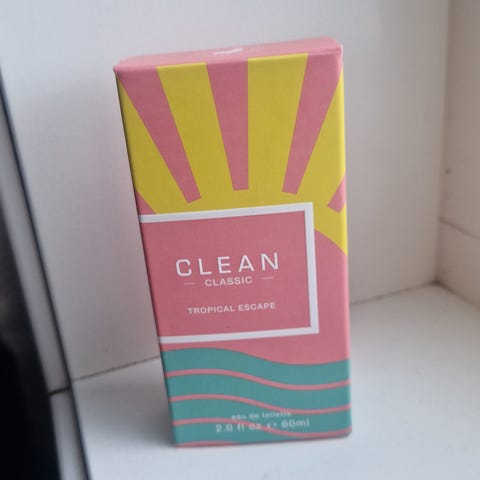 CLEAN
— CLASSIC —
TROPICAL ESCAPE
eau de toilette
2.0 fl oz ℮ 60ml